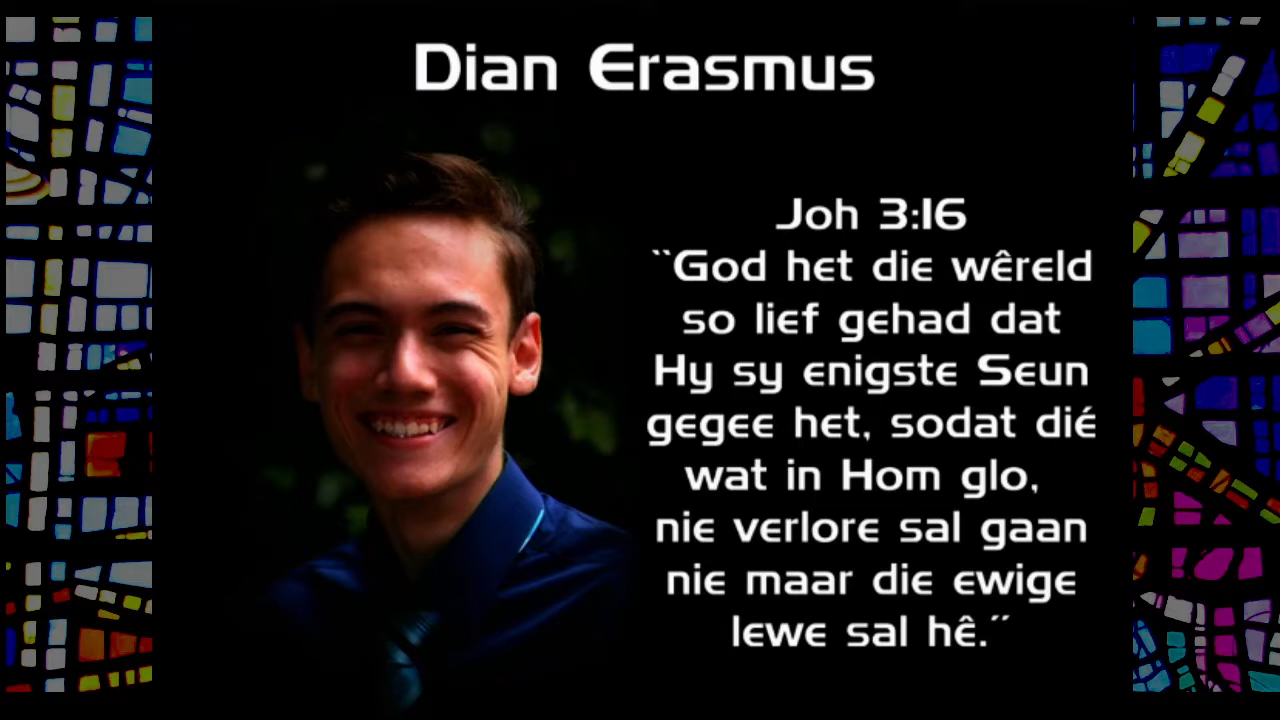 Dian Erasmus
Joh 3:16
“God het die wêreld
so lief gehad dat
Hy sy enigste Seun
gegee het, sodat dié
wat in Hom glo,
nie verlore sal gaan
nie maar die ewige
lewe sal hê.”